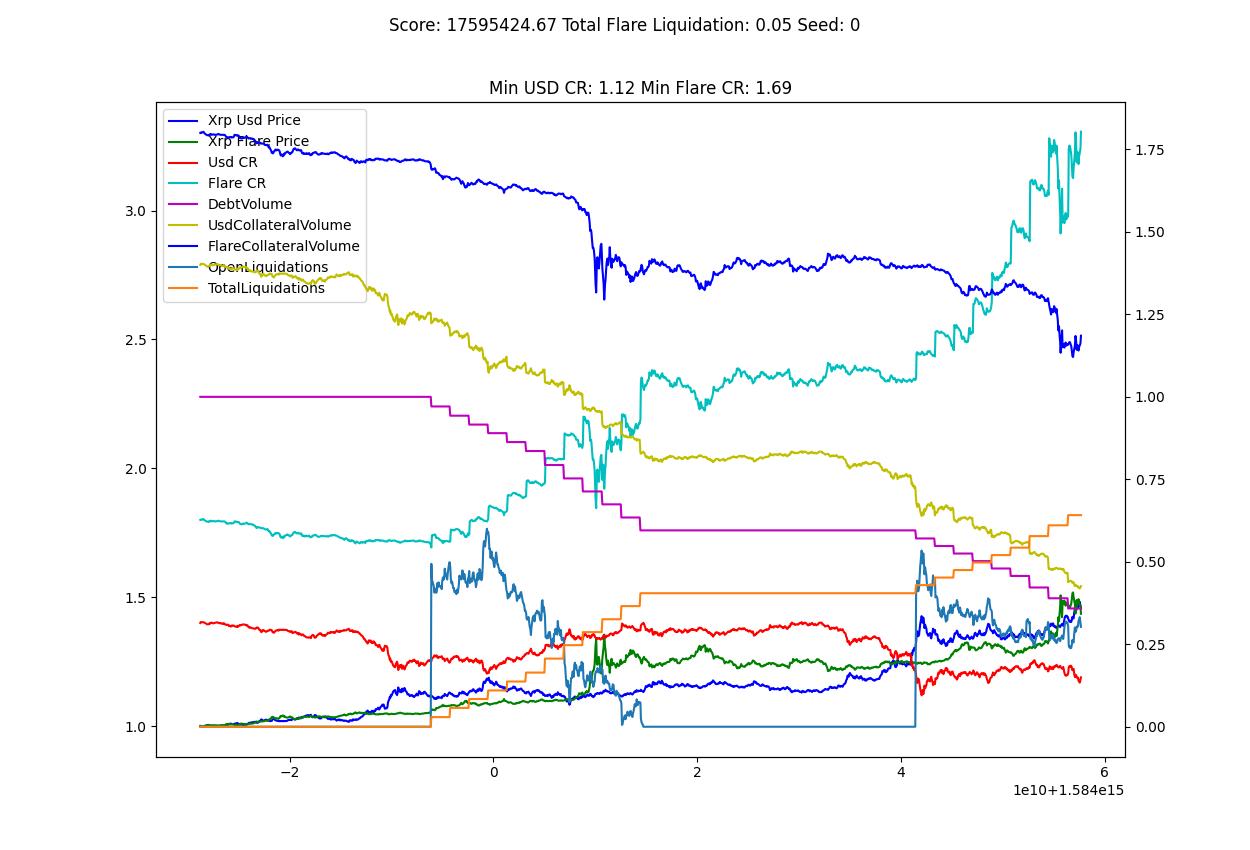 Score: 17595424.67 Total Flare Liquidation: 0.05 Seed: 0
Min USD CR: 1.12 Min Flare CR: 1.69
Xrp Usd Price
Xrp Flare Price
Usd CR
Flare CR
DebtVolume
UsdCollateralVolume
FlareCollateralVolume
OpenLiquidations
TotalLiquidations
3.0
2.5
2.0
1.5
1.0
1.75
1.50
1.25
1.00
0.75
0.50
0.25
0.00
−2
0
2
4
6
1e10+1.584e15